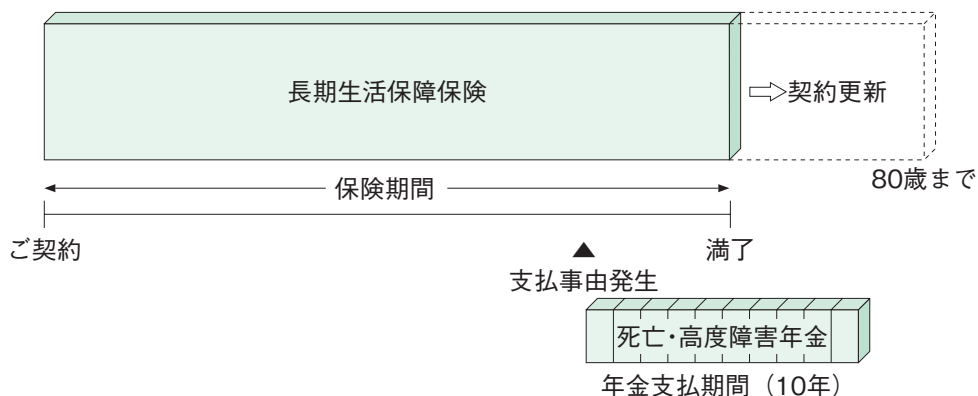 長期生活保障保険
契約更新
80歳まで
保険期間
ご契約
満了
支払事由発生
死亡・高度障害年金
年金支払期間（10年）